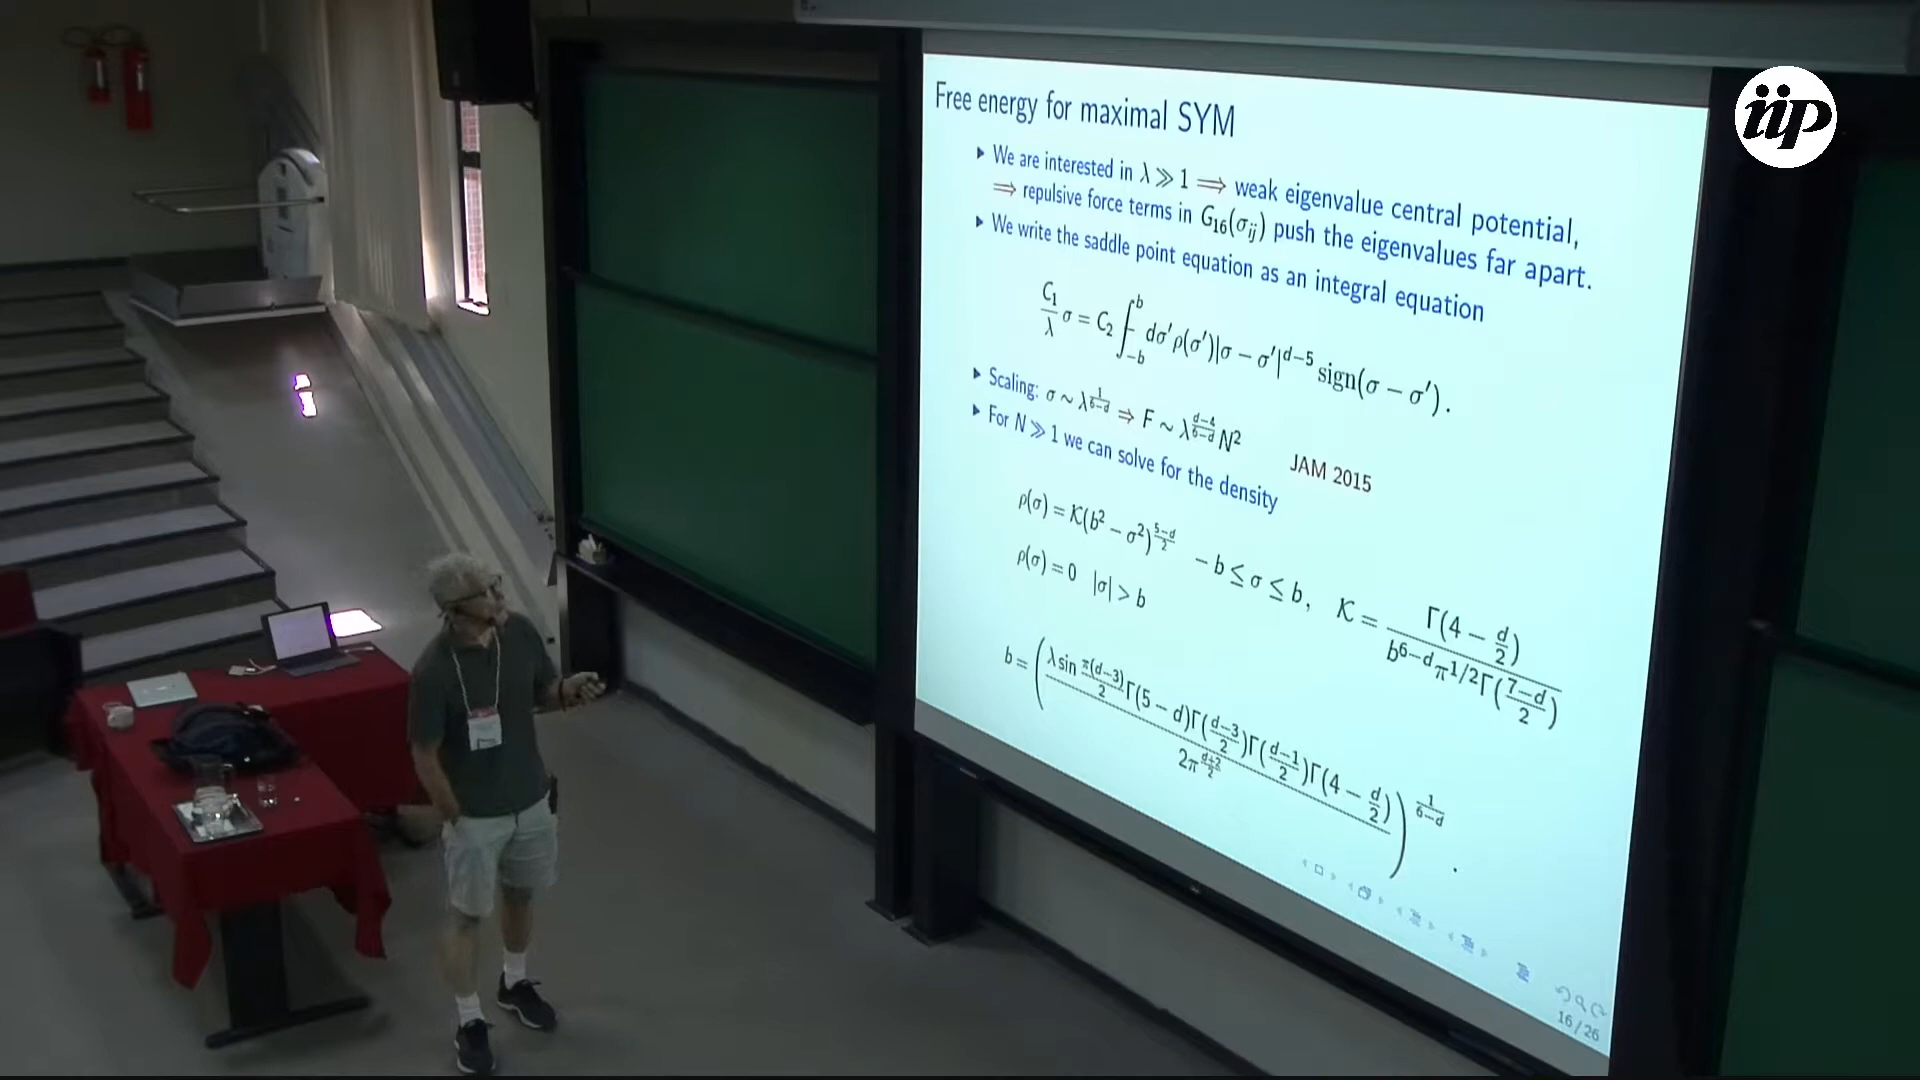 iip
Free energy for maximal SYM
▸ We are interested in λ ≫ 1 ⟹ weak eigenvalue central potential,
⟹ repulsive force terms in G₁₆(σᵢⱼ) push the eigenvalues far apart.
▸ We write the saddle point equation as an integral equation
C₁/λ σ = C₂ ⨍_{-b}^{b} dσ′ρ(σ′)|σ − σ′|^{d−5} sign(σ − σ′).
▸ Scaling: σ ~ λ^{1/(6−d)} ⇒ F ~ λ^{(d−4)/(6−d)} N² JAM 2015
▸ For N ≫ 1 we can solve for the density
ρ(σ) = K(b² − σ²)^{(5−d)/2} − b ≤ σ ≤ b, K = Γ(4 − d/2) / (b^{6−d} π^{1/2} Γ((7−d)/2))
ρ(σ) = 0 |σ| > b
b = (λ sin π(d−3)/2 Γ(5 − d)Γ((d−3)/2)Γ((d−1)/2)Γ(4 − d/2) / 2π^{(d+2)/2})^{1/(6−d)} .
16 / 26